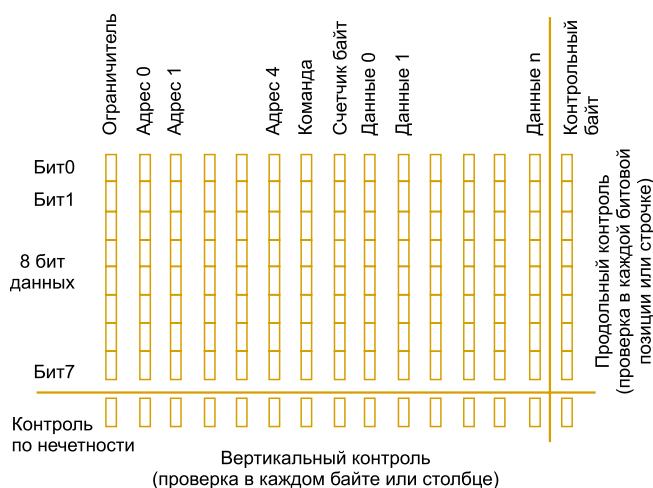 Ограничитель
Адрес 0
Адрес 1
Адрес 4
Команда
Счетчик байт
Данные 0
Данные 1
Данные n
Контрольный
байт
Бит0
Бит1
8 бит
данных
Бит7
Продольный контроль
(проверка в каждой битовой
позиции или строчке)
Контроль
по нечетности
Вертикальный контроль
(проверка в каждом байте или столбце)